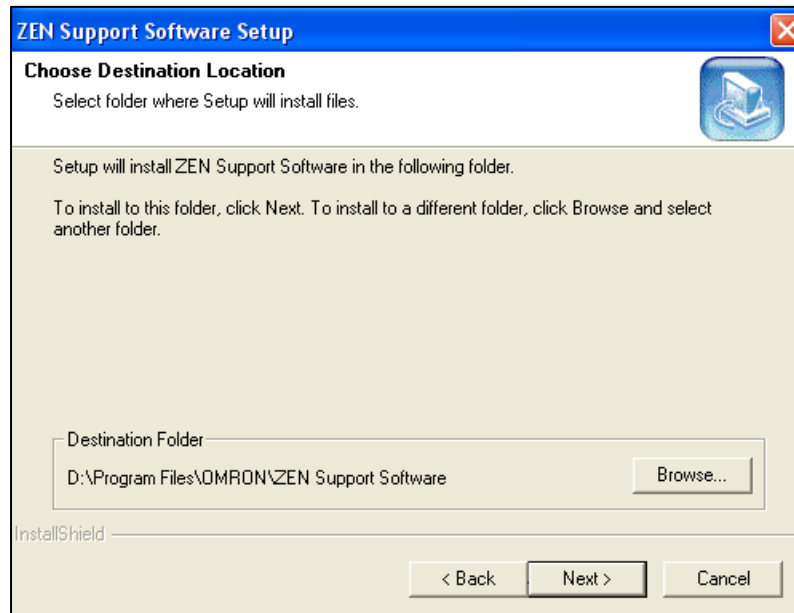 ZEN Support Software Setup
Choose Destination Location
Select folder where Setup will install files.
Setup will install ZEN Support Software in the following folder.
To install to this folder, click Next. To install to a different folder, click Browse and select
another folder.
Destination Folder
D:\Program Files\OMRON\ZEN Support Software
Browse...
InstallShield
< Back
Next >
Cancel